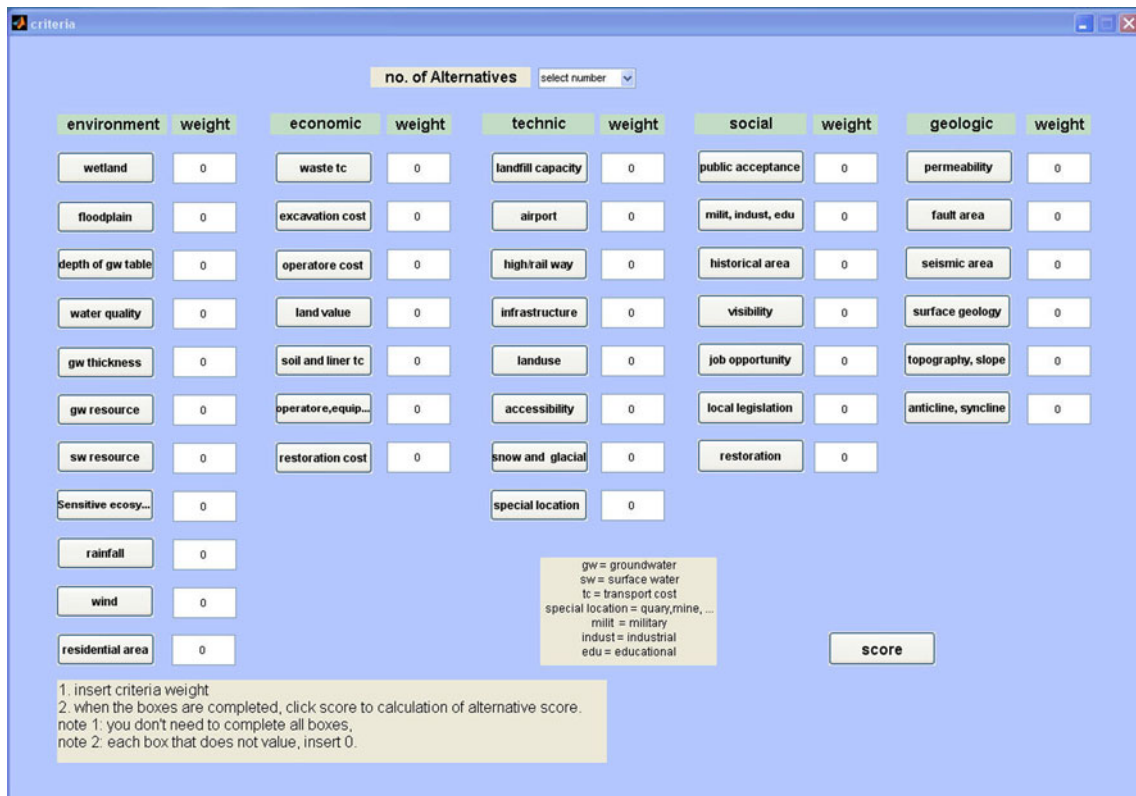 criteria
no. of Alternatives select number
environment weight economic weight technic weight social weight geologic weight
wetland 0 waste tc 0 landfill capacity 0 public acceptance 0 permeability 0
floodplain 0 excavation cost 0 airport 0 milit, indust, edu 0 fault area 0
depth of gw table 0 operatore cost 0 high/rail way 0 historical area 0 seismic area 0
water quality 0 land value 0 infrastructure 0 visibility 0 surface geology 0
gw thickness 0 soil and liner tc 0 landuse 0 job opportunity 0 topography, slope 0
gw resource 0 operatore,equip... 0 accessibility 0 local legislation 0 anticline, syncline 0
sw resource 0 restoration cost 0 snow and glacial 0 restoration 0
Sensitive ecosy... 0 special location 0
rainfall 0
wind 0
residential area 0
gw = groundwater
sw = surface water
tc = transport cost
special location = quary,mine, ...
milit = military
indust = industrial
edu = educational
score
1. insert criteria weight
2. when the boxes are completed, click score to calculation of alternative score.
note 1: you don't need to complete all boxes,
note 2: each box that does not value, insert 0.